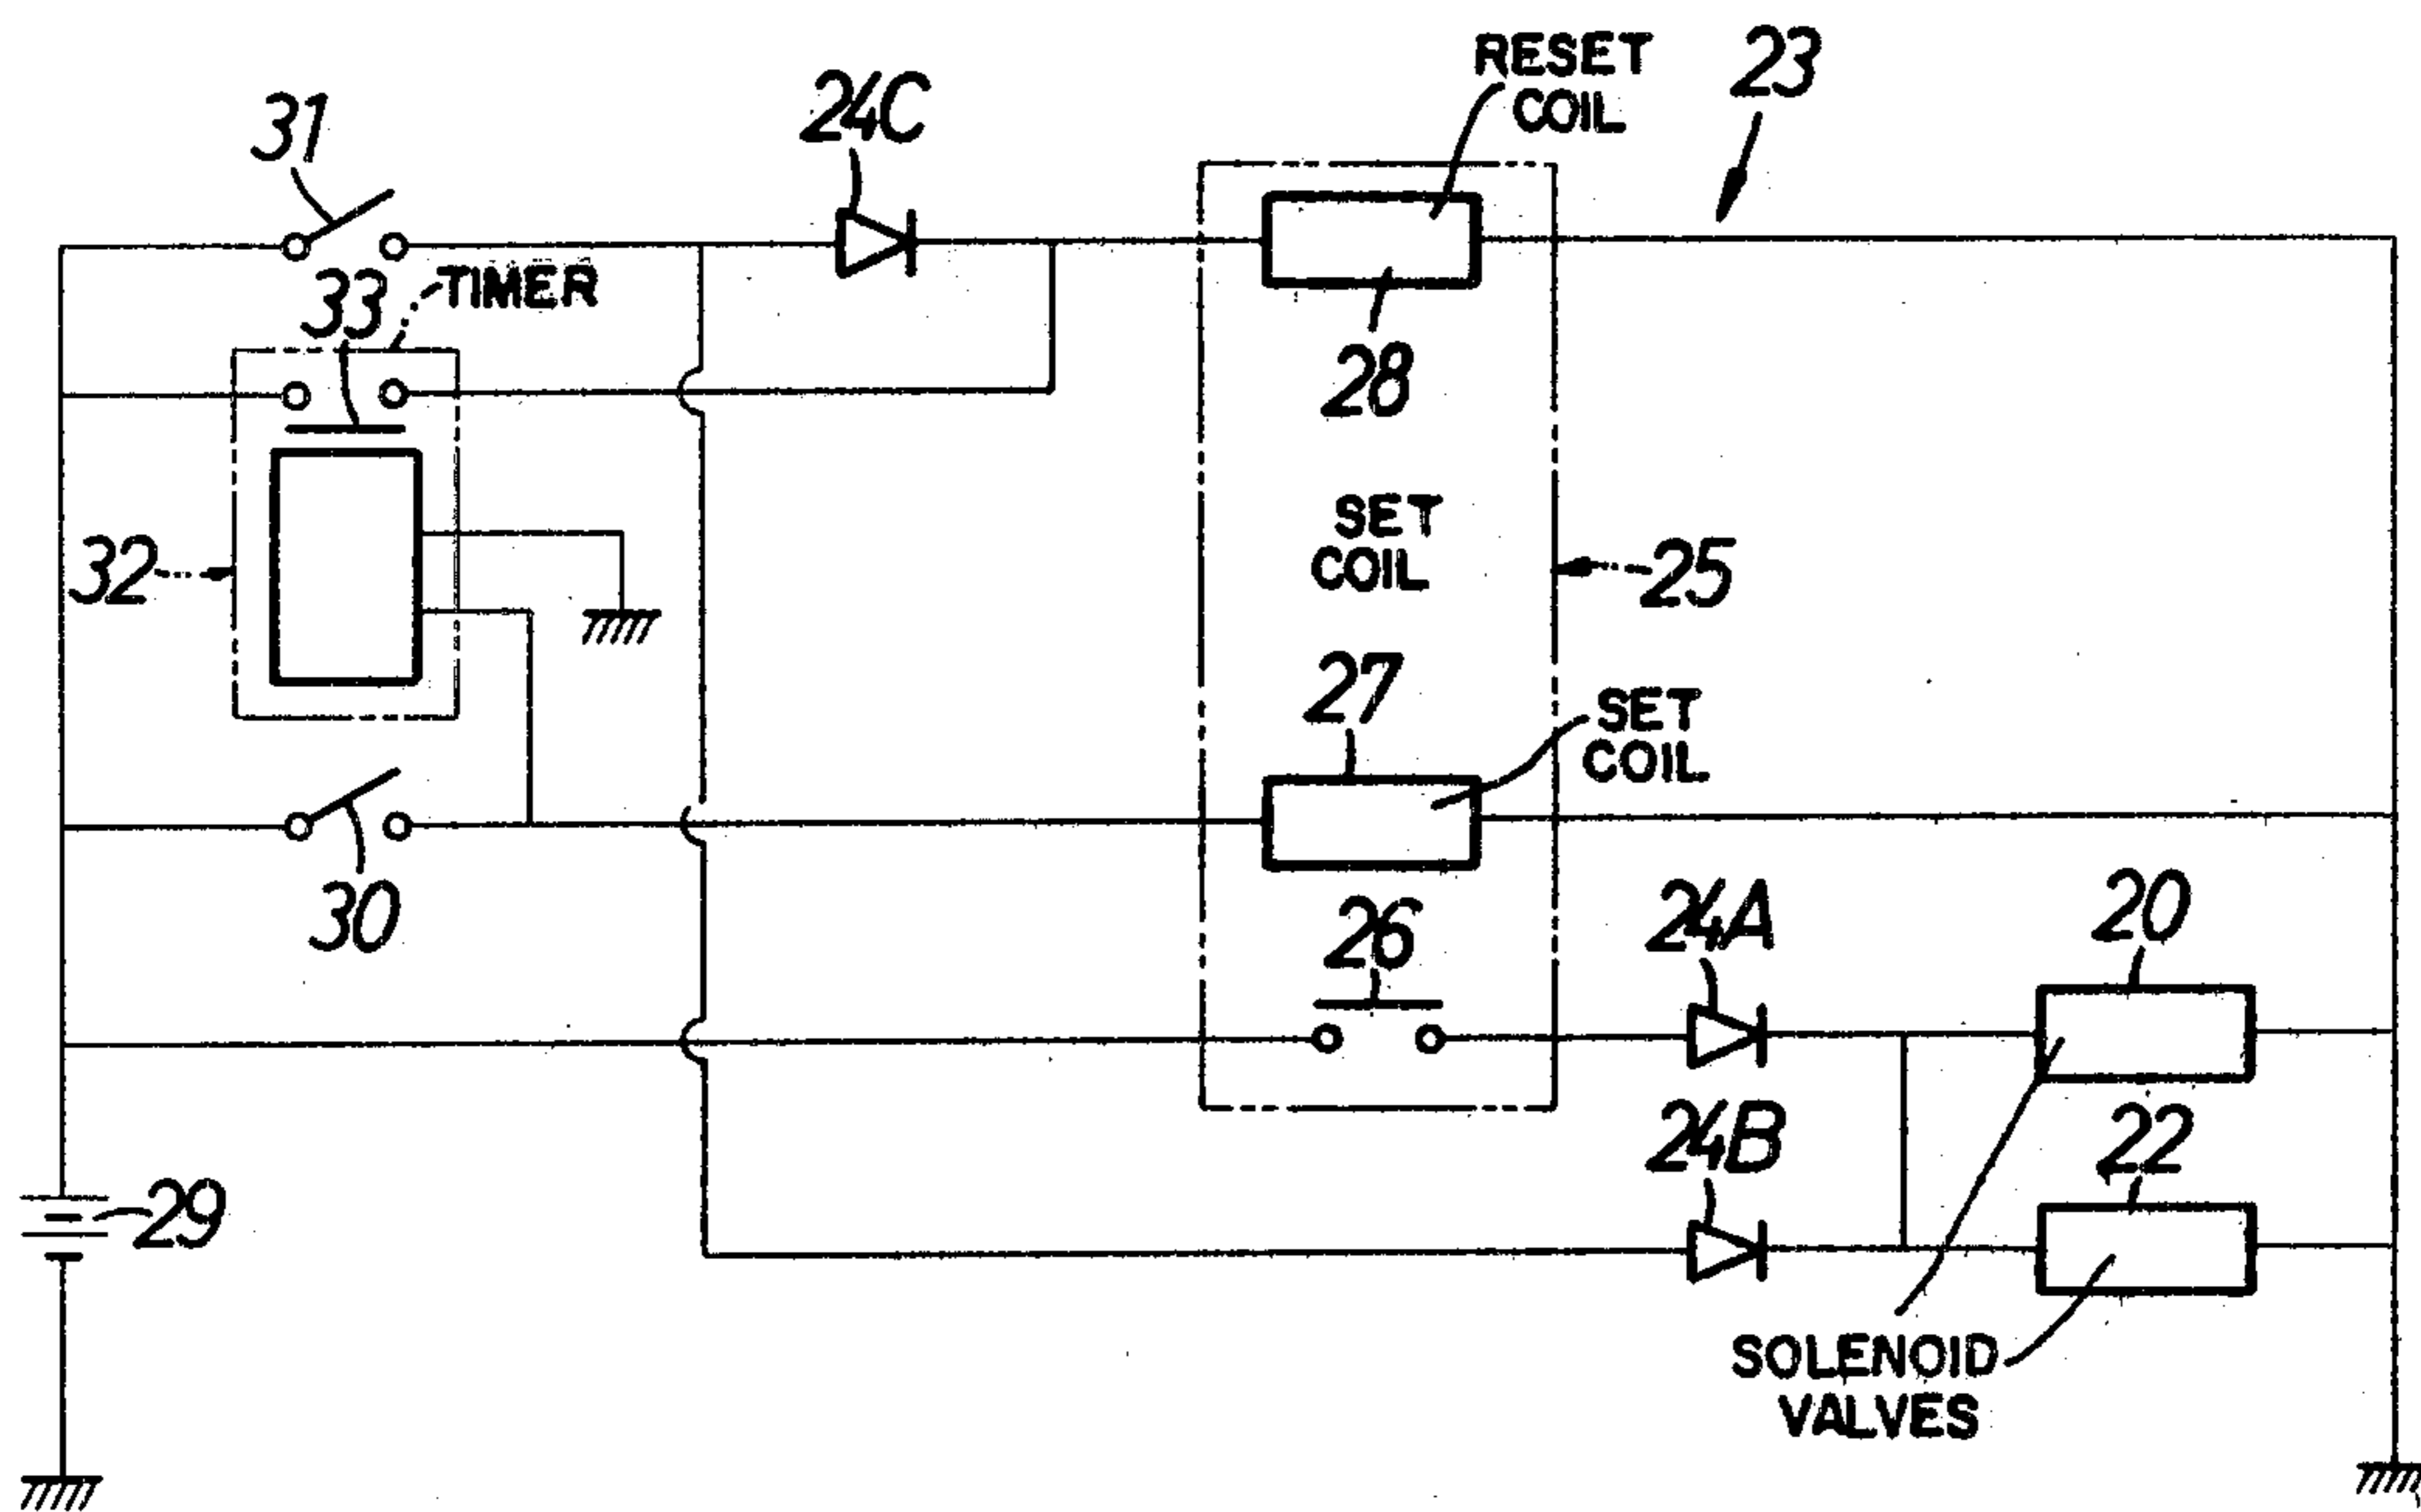 RESET
COIL
23
24C
31
33
TIMER
28
32
SET
COIL
25
27
SET
COIL
30
26
24A
20
24B
22
29
SOLENOID
VALVES